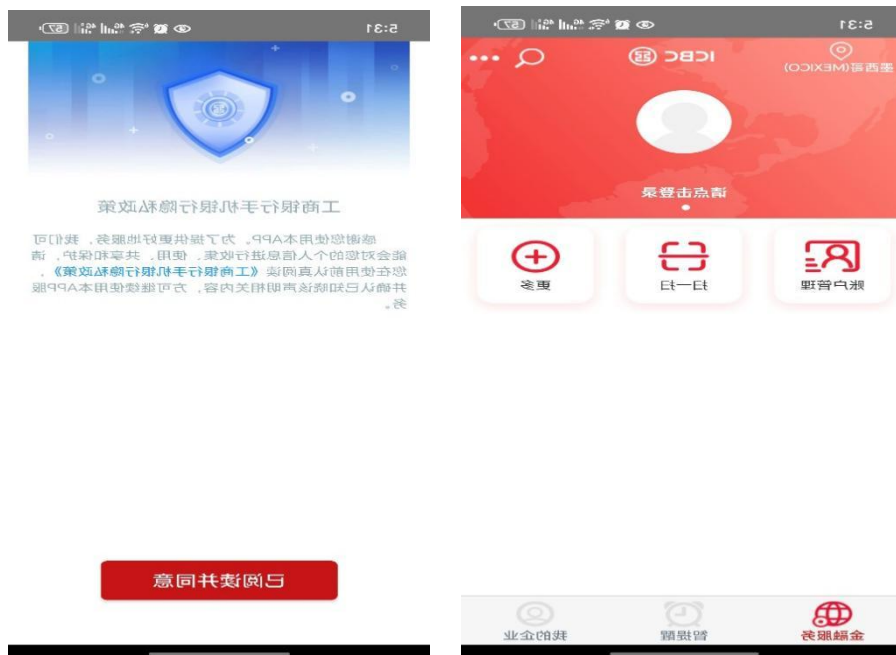 5:31
57
工商银行手机银行隐私政策
感谢您使用本APP。为了提供更好地服务，我们可
能会对您的个人信息进行收集、使用、共享和保护，请
您在使用前认真阅读《工商银行手机银行隐私政策》，
并确认已知晓该声明相关内容，方可继续使用本APP服
务。
已阅读并同意
5:31
57
墨西哥(MEXICO)
ICBC
请点击登录
账户管理
扫一扫
更多
金融服务
智提醒
我的企业